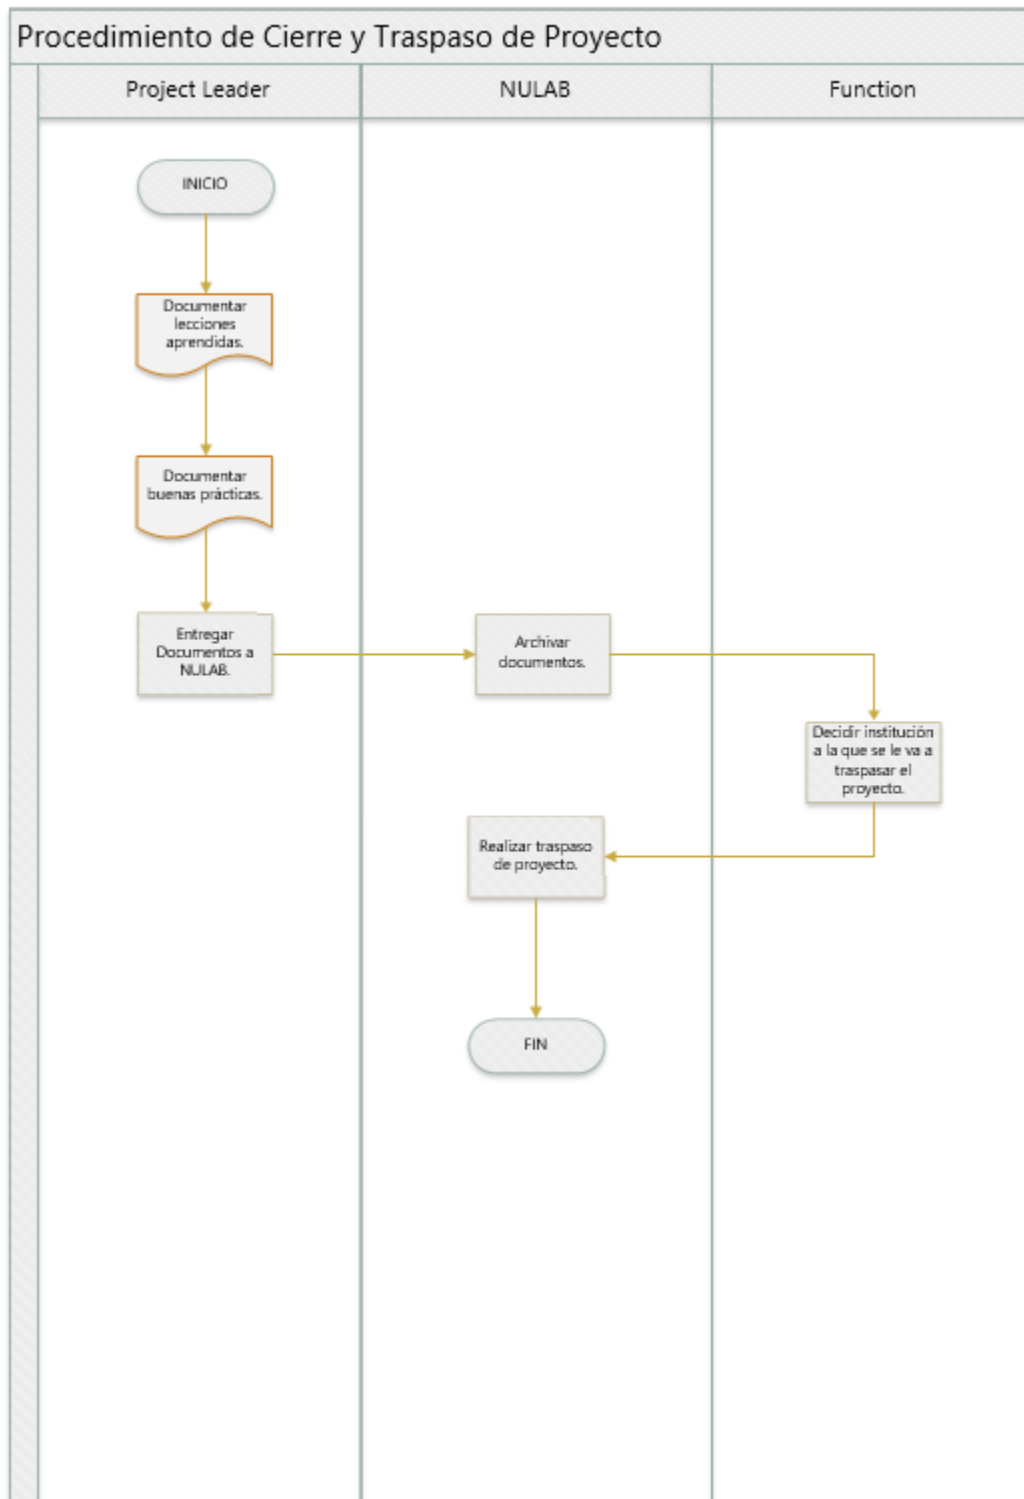 Procedimiento de Cierre y Traspaso de Proyecto
Project Leader
NULAB
Function
INICIO
Documentar
lecciones
aprendidas.
Documentar
buenas prácticas.
Entregar
Documentos a
NULAB.
Archivar
documentos.
Decidir institución
a la que se le va a
traspasar el
proyecto.
Realizar traspaso
de proyecto.
FIN